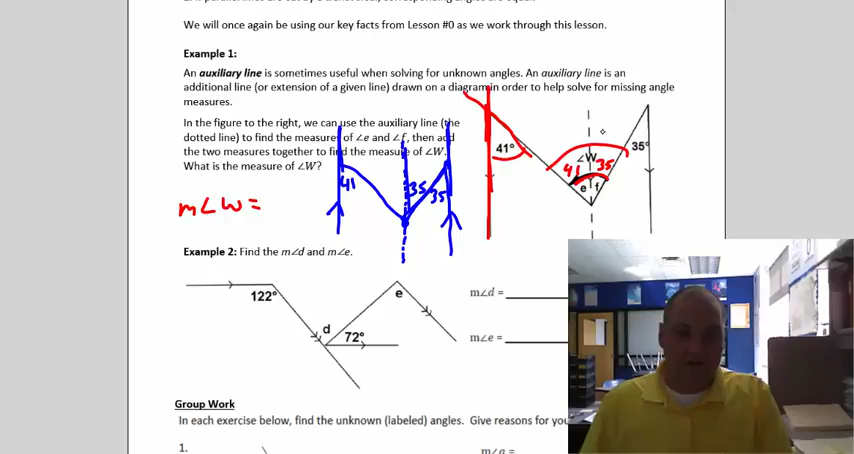 We will once again be using our key facts from Lesson #0 as we work through this lesson.
Example 1:
An auxiliary line is sometimes useful when solving for unknown angles. An auxiliary line is an
additional line (or extension of a given line) drawn on a diagram in order to help solve for missing angle
measures.
In the figure to the right, we can use the auxiliary line (the
dotted line) to find the measures of ∠e and ∠f, then add
the two measures together to find the measure of ∠W.
What is the measure of ∠W?
m∠W=
41
35
35
41°
∠W
41
35
e
f
35°
Example 2: Find the m∠d and m∠e.
122°
d
72°
e
m∠d =
m∠e =
Group Work
In each exercise below, find the unknown (labeled) angles. Give reasons for
1.